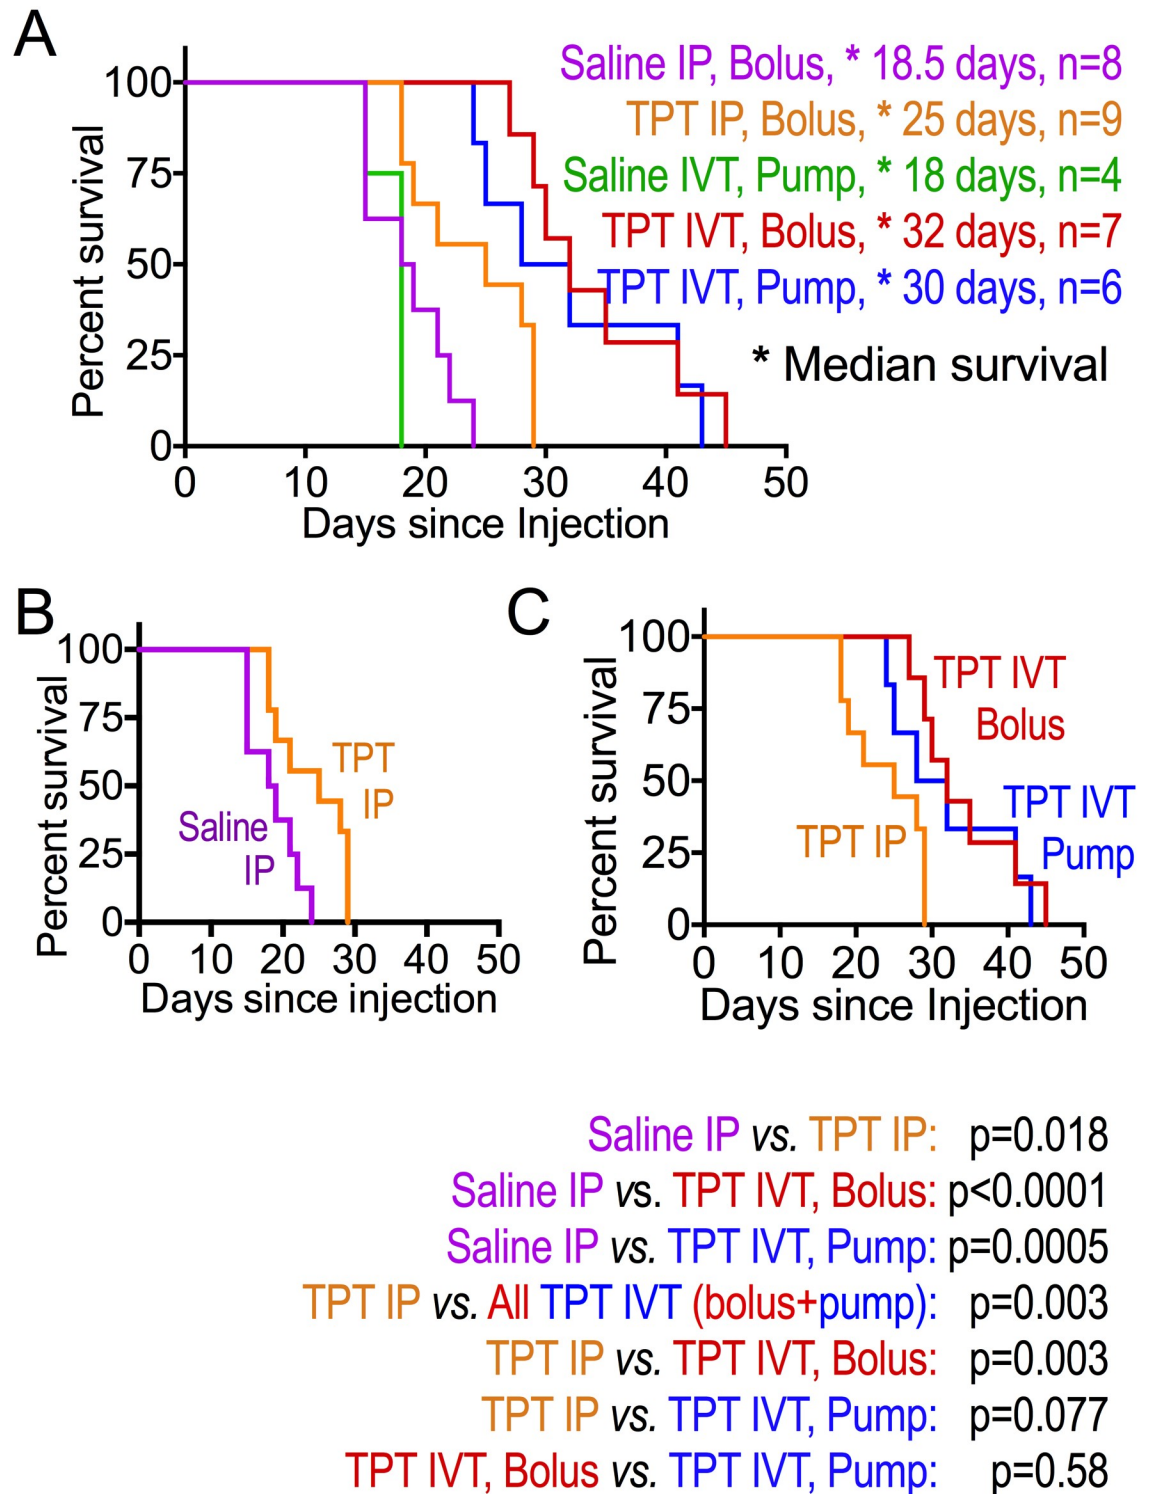 A
Saline IP, Bolus, * 18.5 days, n=8
TPT IP, Bolus, * 25 days, n=9
Saline IVT, Pump, * 18 days, n=4
TPT IVT, Bolus, * 32 days, n=7
TPT IVT, Pump, * 30 days, n=6
* Median survival
Percent survival
100
75
50
25
0
0 10 20 30 40 50
Days since Injection
B
Percent survival
100
75
50
25
0
TPT
IP
Saline
IP
0 10 20 30 40 50
Days since injection
C
Percent survival
100
75
50
25
0
TPT IVT
Bolus
TPT IVT
Pump
TPT IP
0 10 20 30 40 50
Days since Injection
Saline IP vs. TPT IP: p=0.018
Saline IP vs. TPT IVT, Bolus: p<0.0001
Saline IP vs. TPT IVT, Pump: p=0.0005
TPT IP vs. All TPT IVT (bolus+pump): p=0.003
TPT IP vs. TPT IVT, Bolus: p=0.003
TPT IP vs. TPT IVT, Pump: p=0.077
TPT IVT, Bolus vs. TPT IVT, Pump: p=0.58